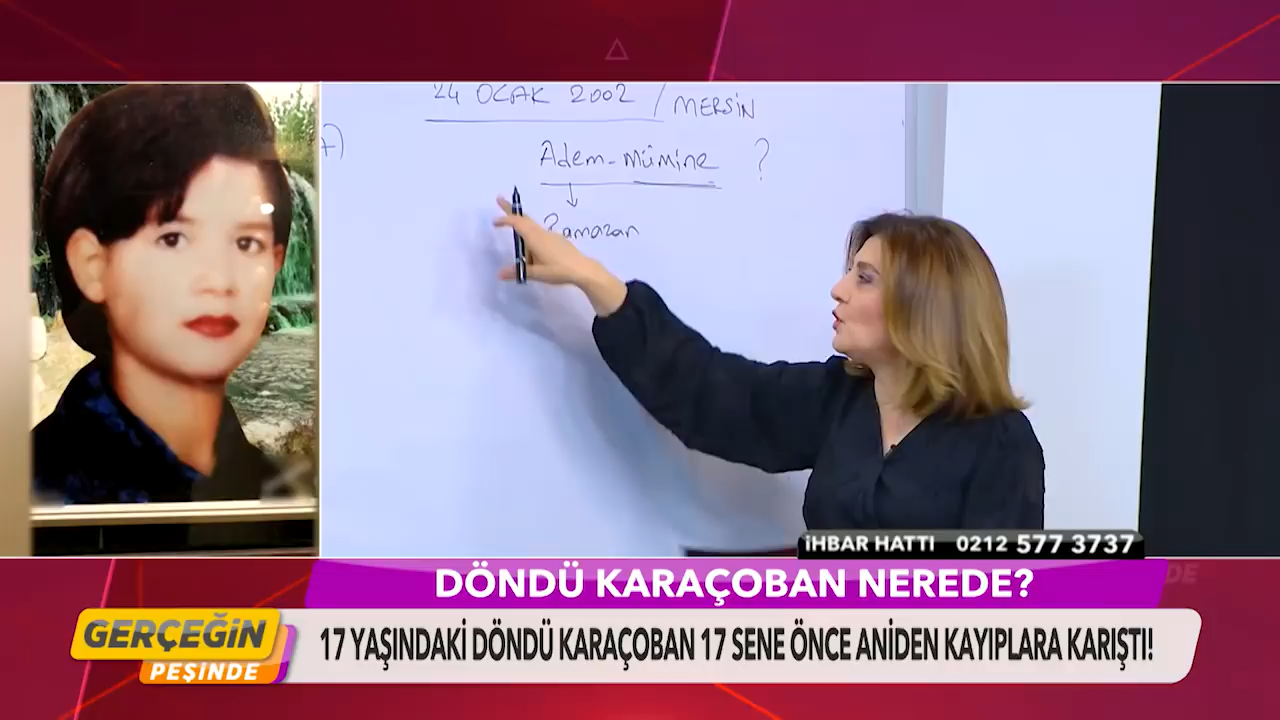 24 OCAK 2002 / MERSİN
Adem-Mümine ?
Ramazan
İHBAR HATTI 0212 577 3737
DÖNDÜ KARAÇOBAN NEREDE?
GERÇEĞİN
PEŞİNDE
17 YAŞINDAKİ DÖNDÜ KARAÇOBAN 17 SENE ÖNCE ANİDEN KAYIPLARA KARIŞTI!